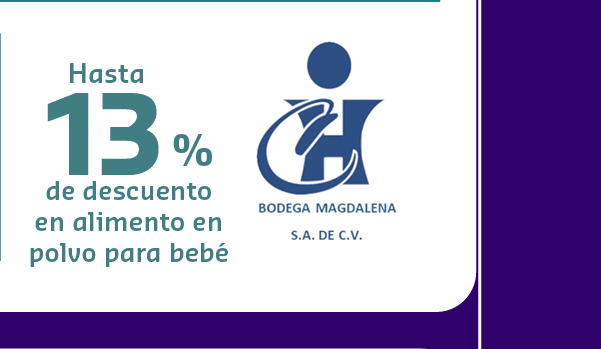 Hasta
13 %
de descuento
en alimento en
polvo para bebé
BODEGA MAGDALENA
S.A. DE C.V.